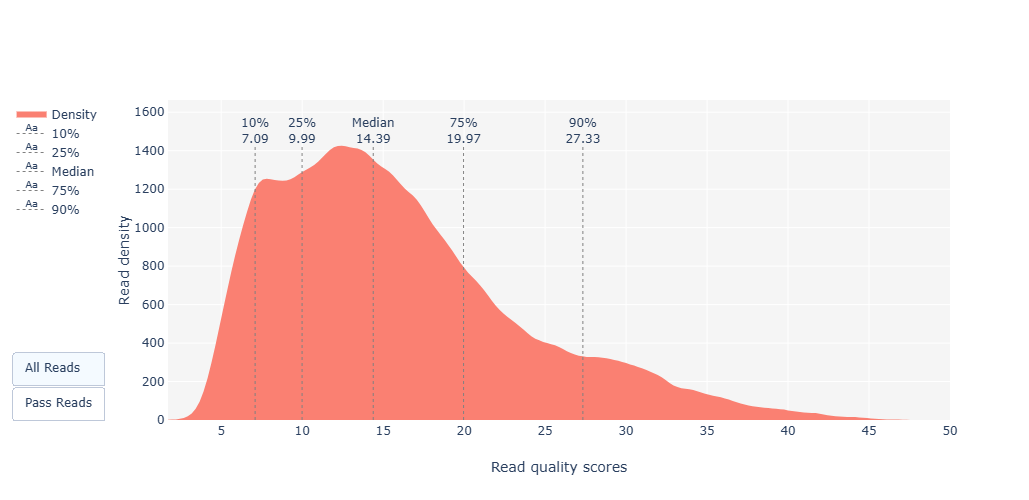 Density
Aa 10%
Aa 25%
Aa Median
Aa 75%
Aa 90%
All Reads
Pass Reads
Read density
1600
1400
1200
1000
800
600
400
200
0
10% 25% Median 75% 90%
7.09 9.99 14.39 19.97 27.33
5 10 15 20 25 30 35 40 45 50
Read quality scores